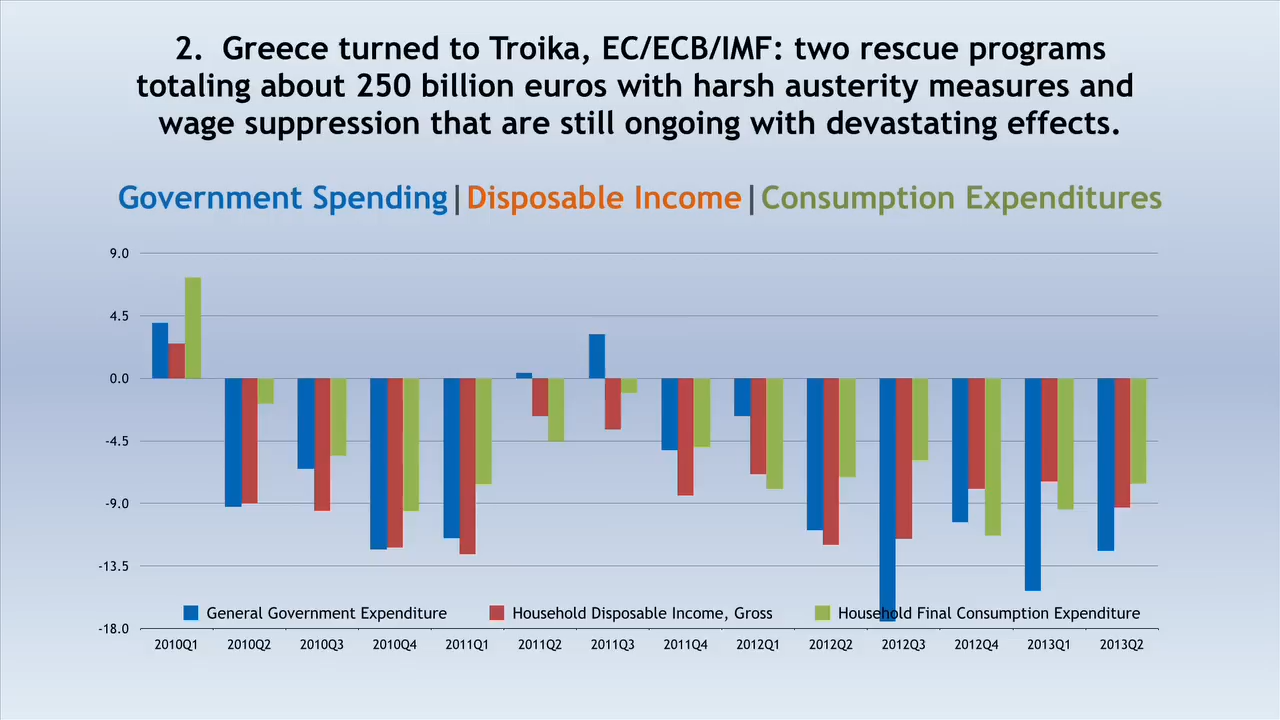 2. Greece turned to Troika, EC/ECB/IMF: two rescue programs
totaling about 250 billion euros with harsh austerity measures and
wage suppression that are still ongoing with devastating effects.
Government Spending|Disposable Income|Consumption Expenditures
9.0
4.5
0.0
-4.5
-9.0
-13.5
-18.0
General Government Expenditure Household Disposable Income, Gross Household Final Consumption Expenditure
2010Q1 2010Q2 2010Q3 2010Q4 2011Q1 2011Q2 2011Q3 2011Q4 2012Q1 2012Q2 2012Q3 2012Q4 2013Q1 2013Q2